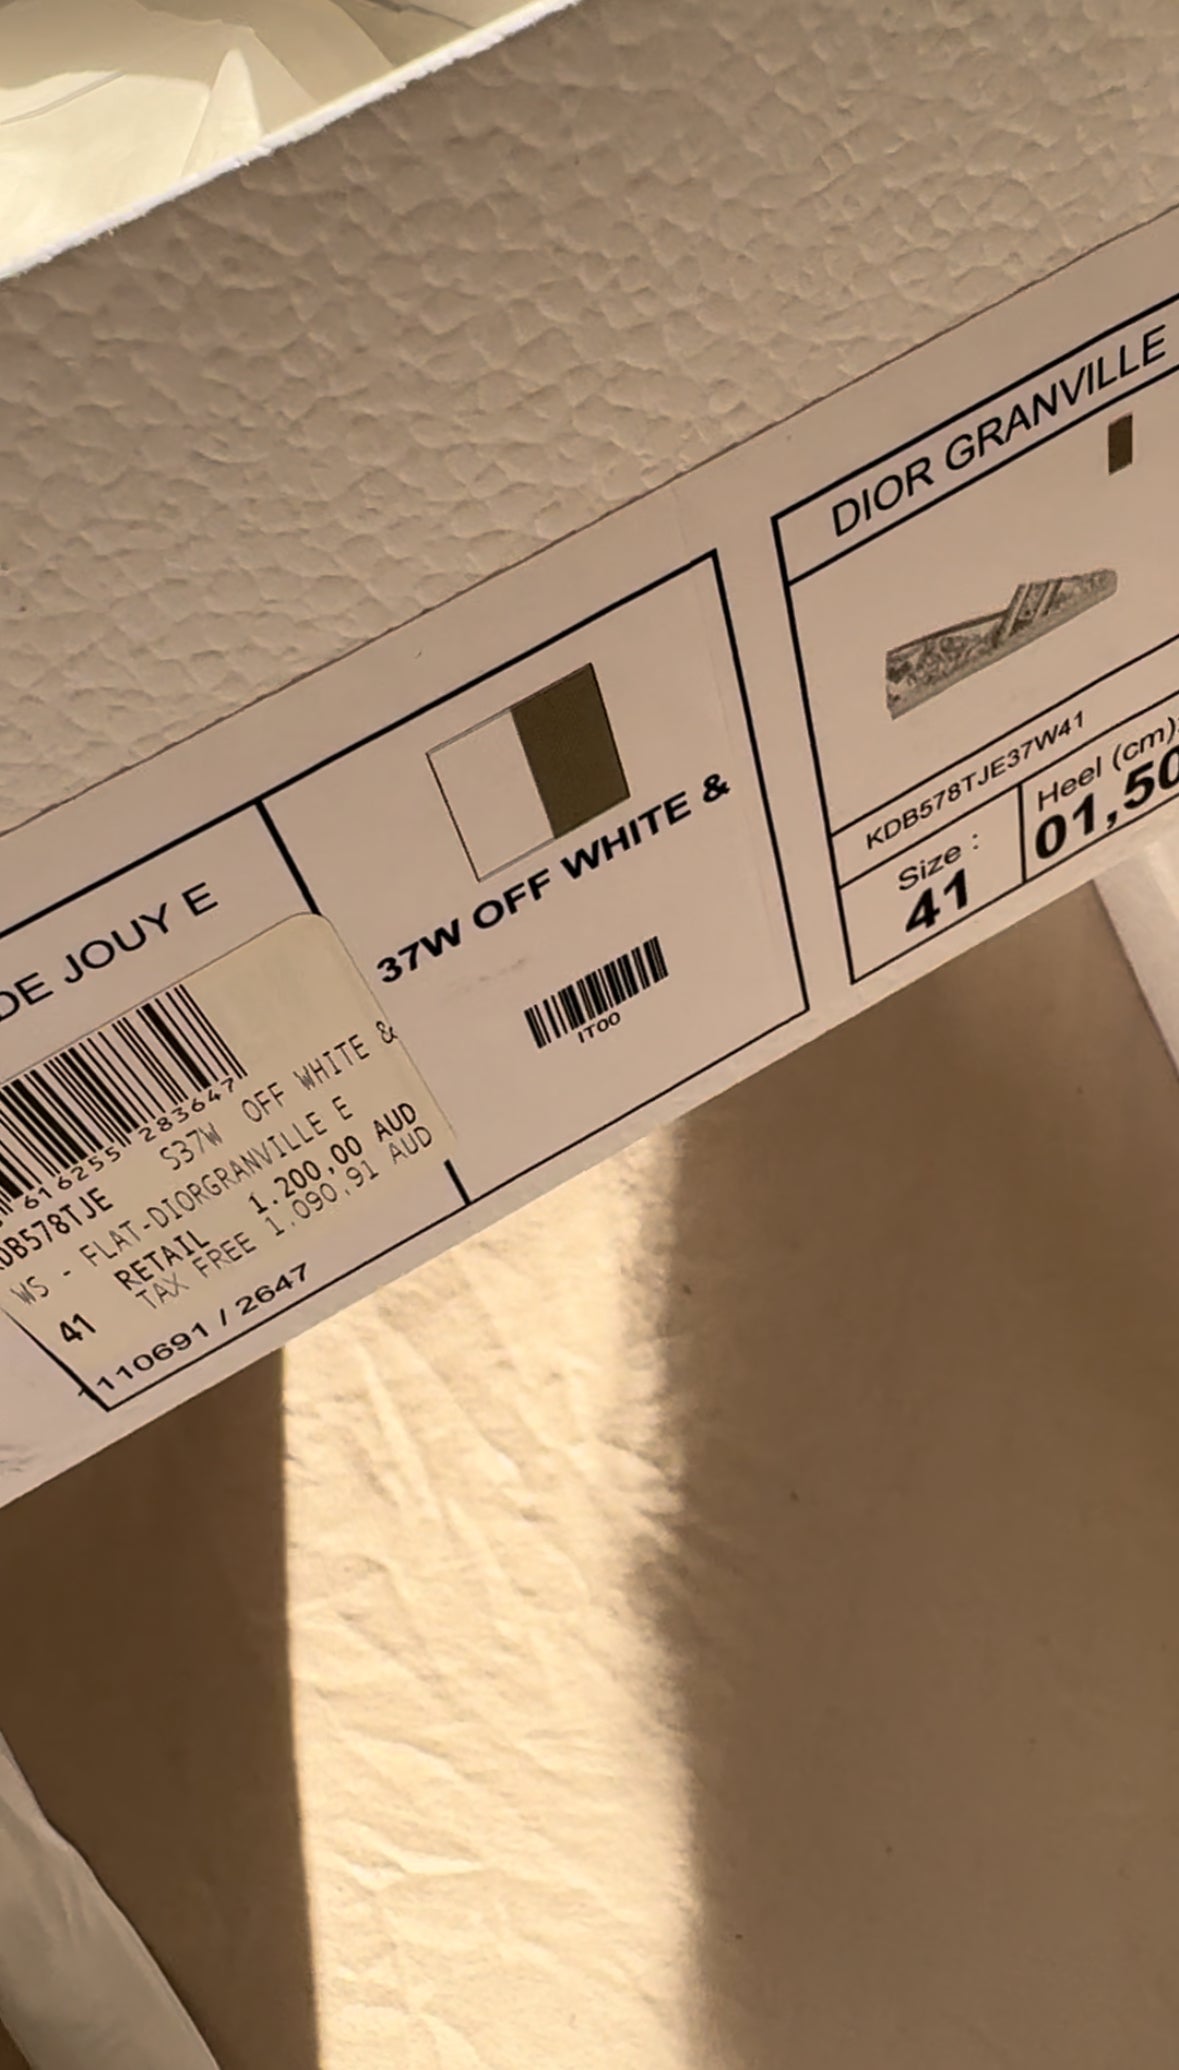 DE JOUY E
616255 283647
S37W OFF WHITE &
DB578TJE
WS - FLAT-DIORGRANVILLE E
RETAIL 1.200,00 AUD
41 TAX FREE 1.090,91 AUD
110691 / 2647
37W OFF WHITE &
IT00
DIOR GRANVILLE
KDB578TJE37W41
Size :
41
Heel (cm):
01,50